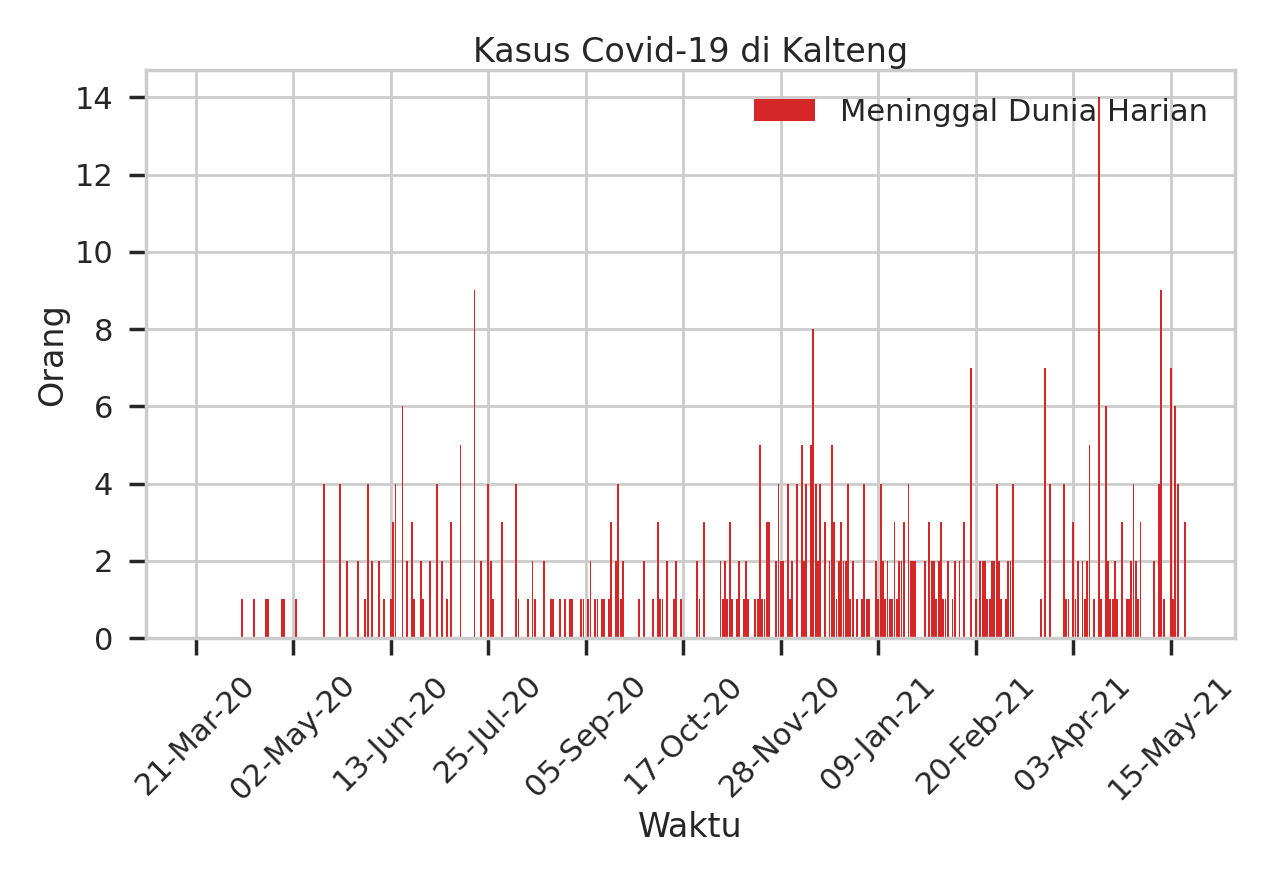 Kasus Covid-19 di Kalteng
Meninggal Dunia Harian
Orang
14
12
10
8
6
4
2
0
21-Mar-20
02-May-20
13-Jun-20
25-Jul-20
05-Sep-20
17-Oct-20
28-Nov-20
09-Jan-21
20-Feb-21
03-Apr-21
15-May-21
Waktu